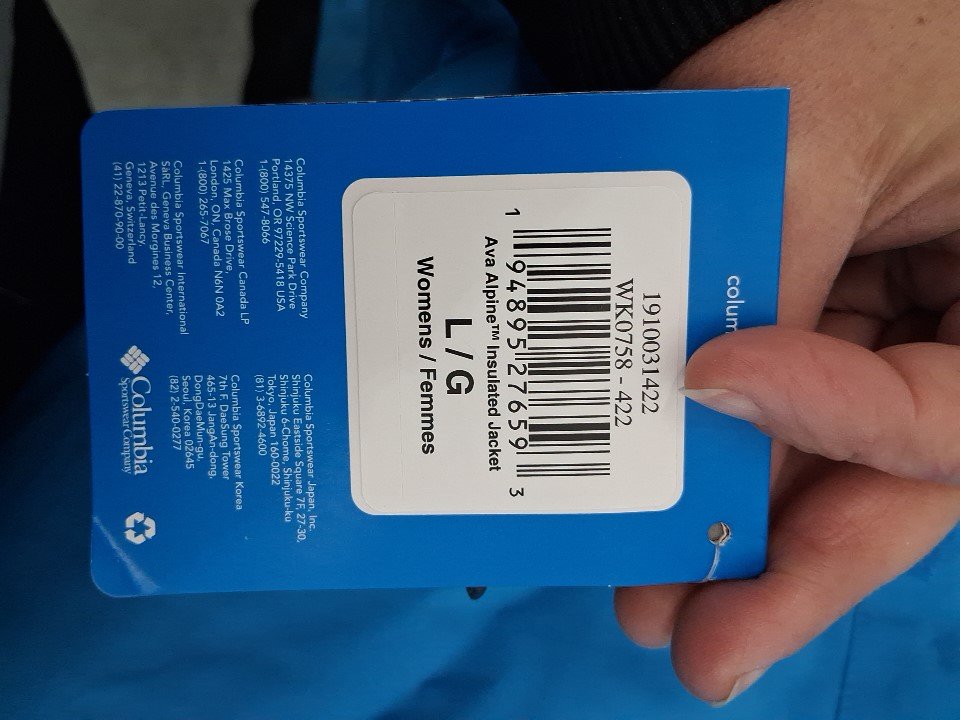 colum
1910031422
WK0758 - 422
1 94895 27659 3
Ava Alpine™ Insulated Jacket
L / G
Womens / Femmes
Columbia Sportswear Company
14375 NW Science Park Drive
Portland, OR 97229-5418 USA
1-(800) 547-8066
Columbia Sportswear Canada LP
1425 Max Brose Drive,
London, ON, Canada N6N 0A2
1-(800) 265-7067
Columbia Sportswear International
SàRL, Geneva Business Center,
Avenue des Morgines 12,
1213 Petit-Lancy,
Geneva, Switzerland
(41) 22-870-90-00
Columbia Sportswear Japan, Inc.
Shinjuku Eastside Square 7F, 27-30,
Shinjuku 6-Chome, Shinjuku-ku
Tokyo, Japan 160-0022
(81) 3-6892-4600
Columbia Sportswear Korea
7th F. DaeSung Tower
465-13 JangAn-dong,
DongDaeMun-gu,
Seoul, Korea 02645
(82) 2-540-0277
Columbia
Sportswear Company